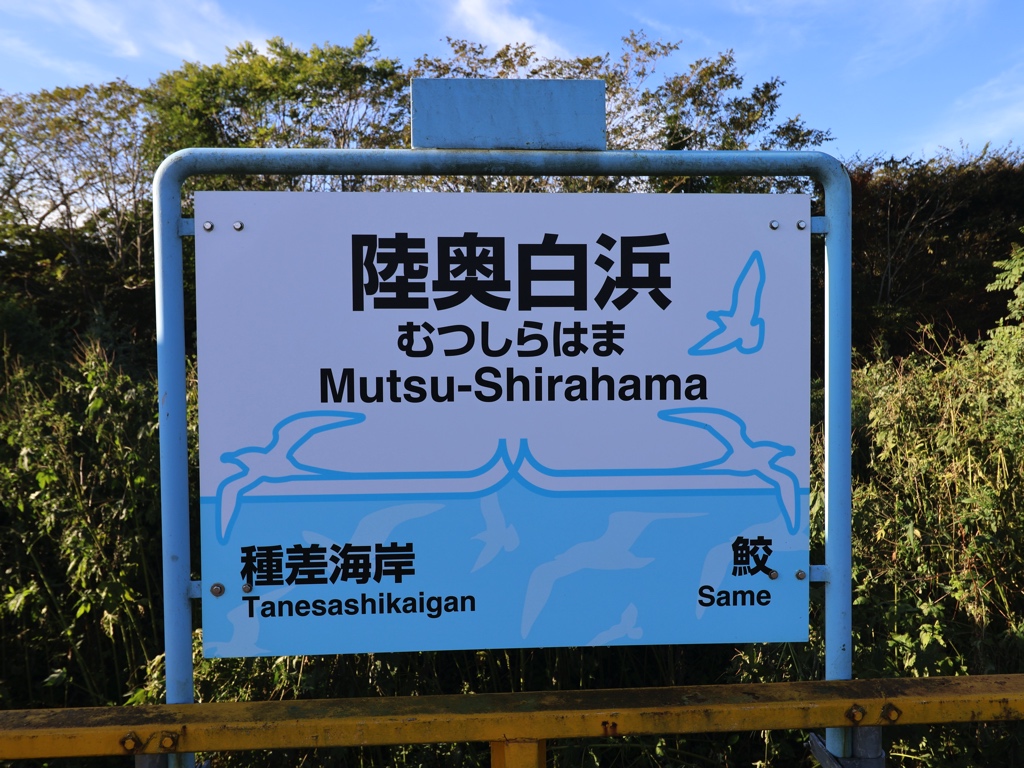 陸奥白浜
むつしらはま
Mutsu-Shirahama
種差海岸
Tanesashikaigan
鮫
Same